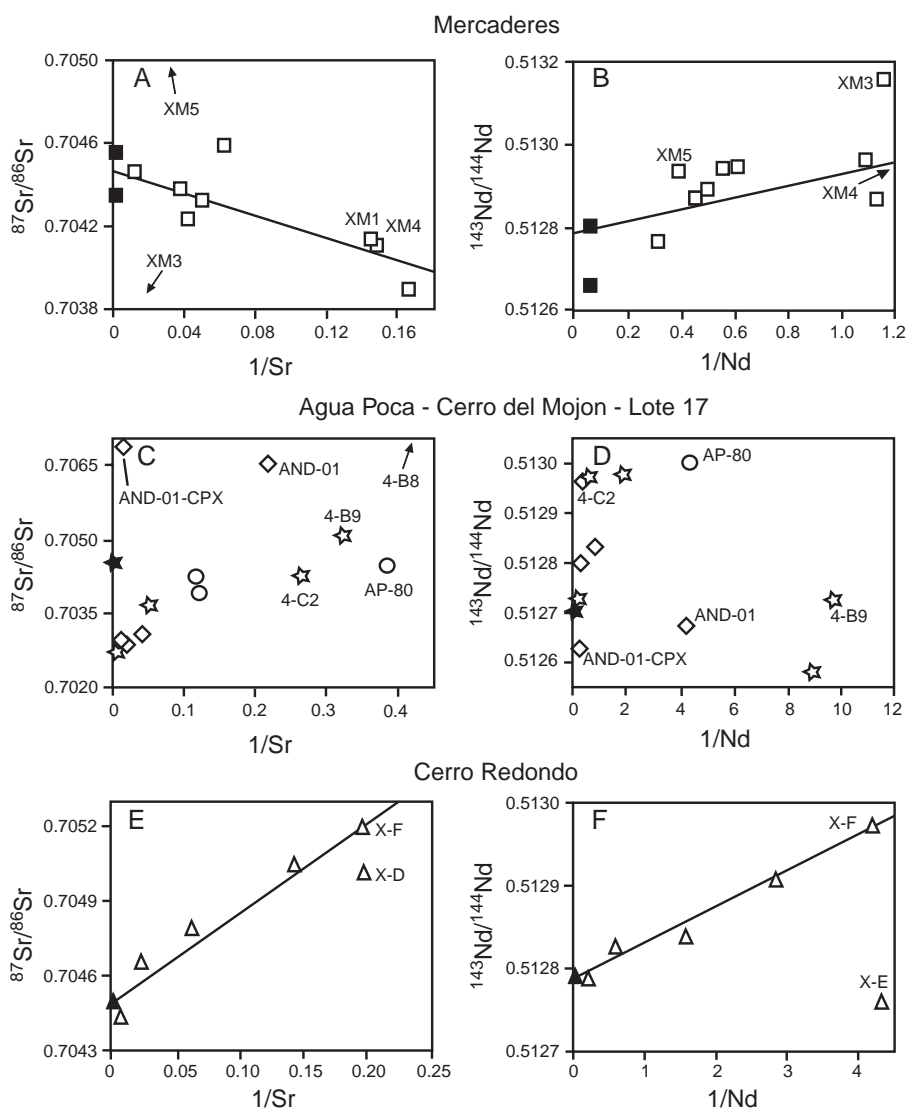 Mercaderes
A
0.7050
0.7046
0.7042
0.7038
87Sr/86Sr
XM5
XM1
XM4
XM3
0
0.04
0.08
0.12
0.16
1/Sr
B
0.5132
0.5130
0.5128
0.5126
143Nd/144Nd
XM3
XM5
XM4
0
0.2
0.4
0.6
0.8
1.0
1.2
1/Nd
Agua Poca - Cerro del Mojon - Lote 17
C
0.7065
0.7050
0.7035
0.7020
87Sr/86Sr
AND-01
4-B8
AND-01-CPX
4-B9
4-C2
AP-80
0
0.1
0.2
0.3
0.4
1/Sr
D
0.5130
0.5129
0.5128
0.5127
0.5126
143Nd/144Nd
AP-80
4-C2
AND-01
4-B9
AND-01-CPX
0
2
4
6
8
10
12
1/Nd
Cerro Redondo
E
0.7052
0.7049
0.7046
0.7043
87Sr/86Sr
X-F
X-D
0
0.05
0.10
0.15
0.20
0.25
1/Sr
F
0.5130
0.5129
0.5128
0.5127
143Nd/144Nd
X-F
X-E
0
1
2
3
4
1/Nd